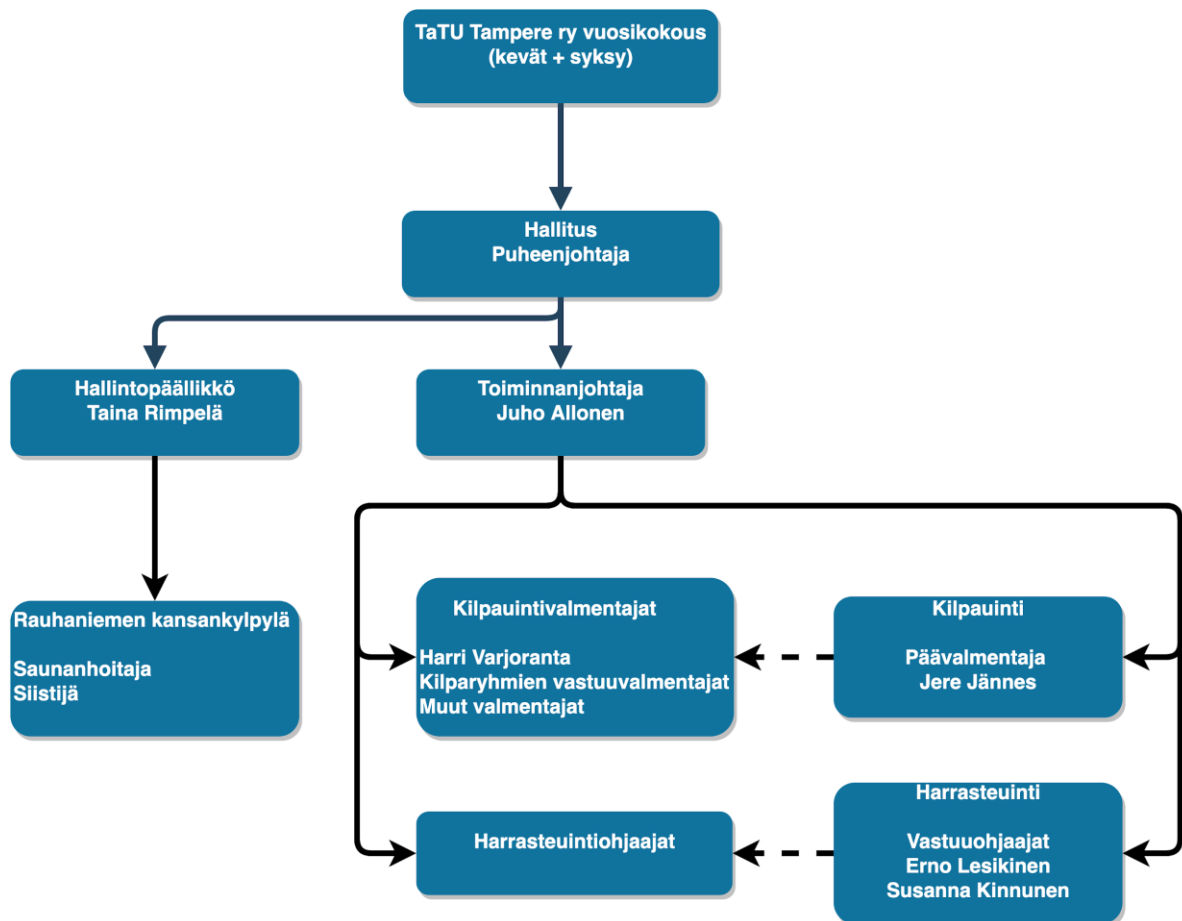 TaTU Tampere ry vuosikokous
(kevät + syksy)
Hallitus
Puheenjohtaja
Hallintopäällikkö
Taina Rimpelä
Toiminnanjohtaja
Juho Allonen
Rauhaniemen kansankylpylä
Saunanhoitaja
Siistijä
Kilpauintivalmentajat
Harri Varjoranta
Kilparyhmien vastuuvalmentajat
Muut valmentajat
Kilpauinti
Päävalmentaja
Jere Jännes
Harrasteuintiohjaajat
Harrasteuinti
Vastuuohjaajat
Erno Lesikinen
Susanna Kinnunen